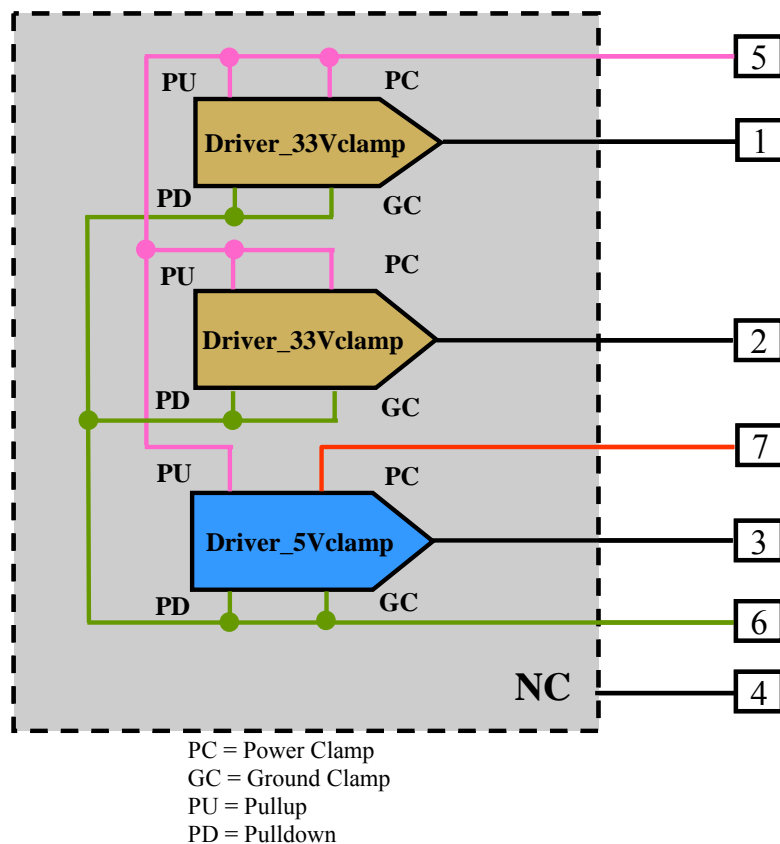 5
PU
PC
Driver_33Vclamp
1
PD
GC
PU
PC
Driver_33Vclamp
2
PD
GC
7
PU
PC
Driver_5Vclamp
3
PD
GC
6
NC
4
PC = Power Clamp
GC = Ground Clamp
PU = Pullup
PD = Pulldown